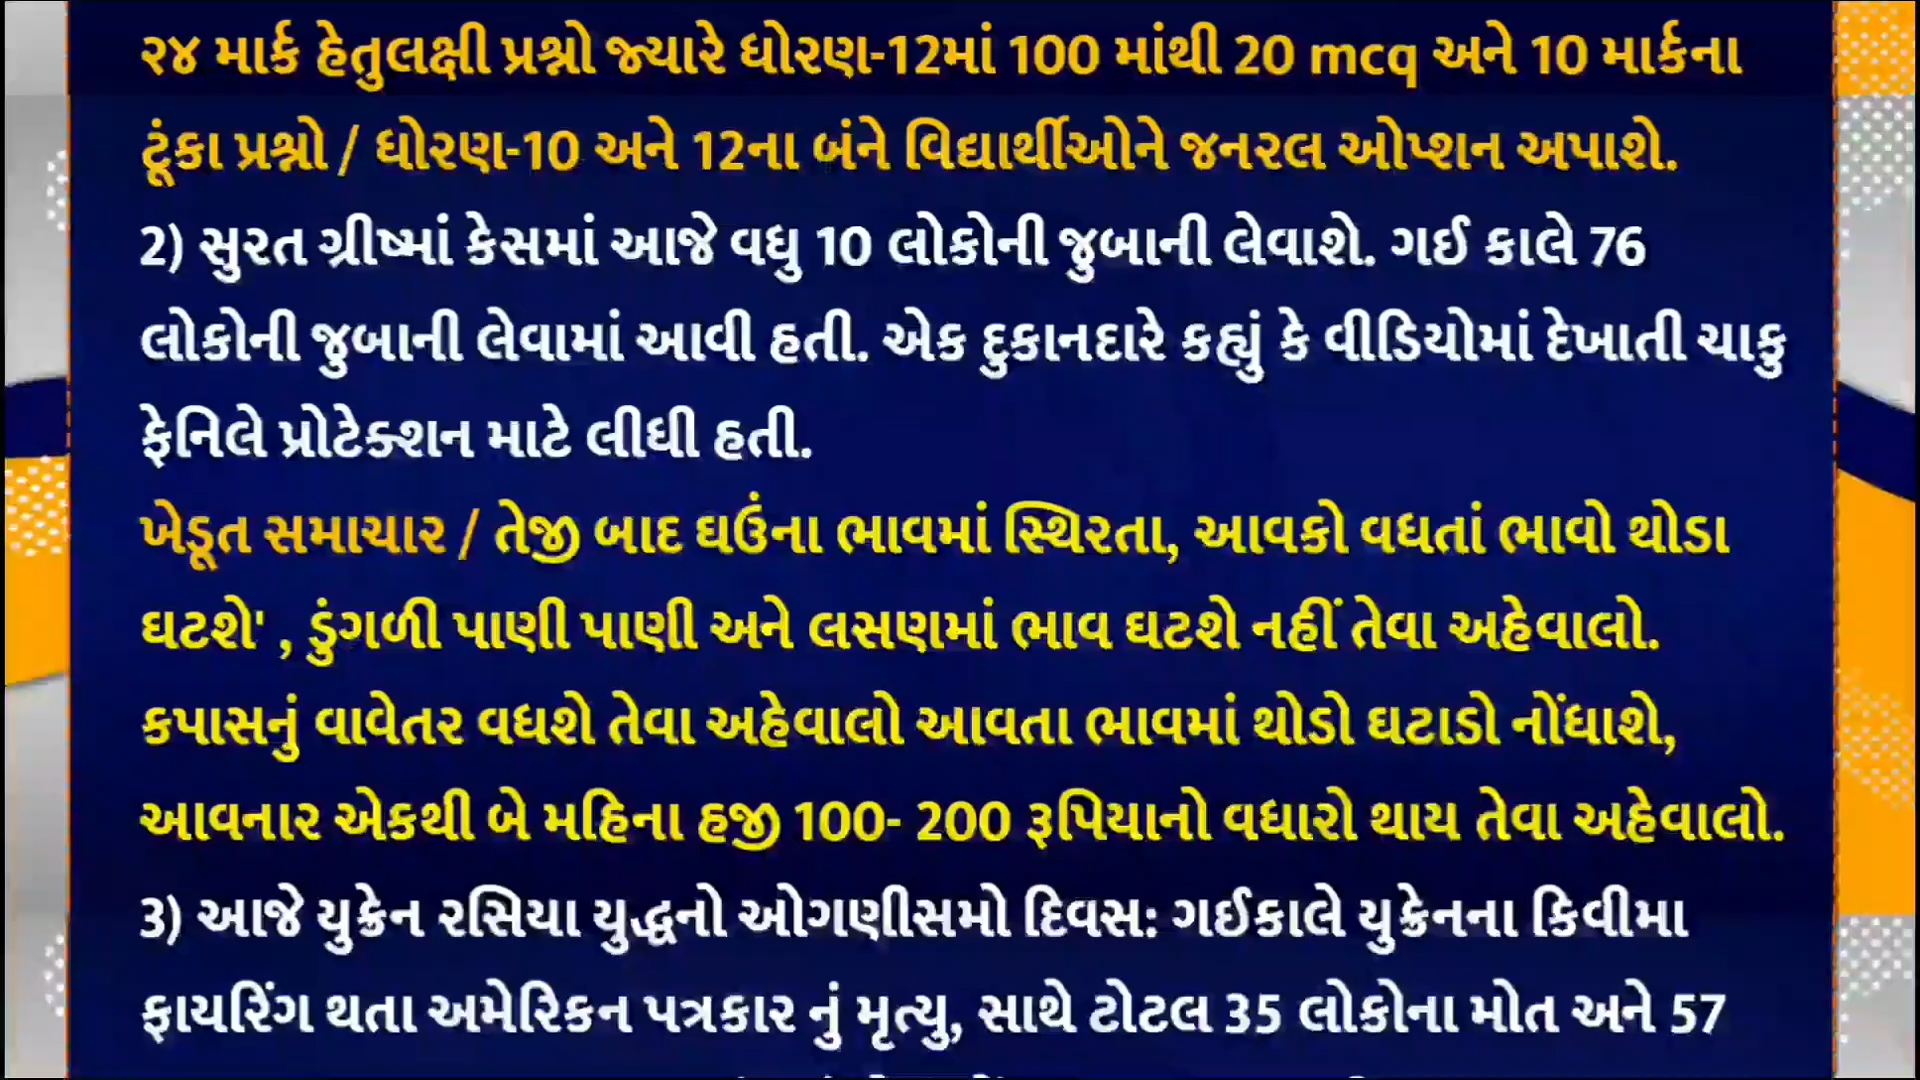 ૨૪ માર્ક હેતુલક્ષી પ્રશ્નો જ્યારે ધોરણ-12માં 100 માંથી 20 mcq અને 10 માર્કના
ટૂંકા પ્રશ્નો / ધોરણ-10 અને 12ના બંને વિદ્યાર્થીઓને જનરલ ઓપ્શન અપાશે.
2) સુરત ગ્રીષ્માં કેસમાં આજે વધુ 10 લોકોની જુબાની લેવાશે. ગઈ કાલે 76
લોકોની જુબાની લેવામાં આવી હતી. એક દુકાનદારે કહ્યું કે વીડિયોમાં દેખાતી ચાકુ
ફેનિલે પ્રોટેક્શન માટે લીધી હતી.
ખેડૂત સમાચાર / તેજી બાદ ઘઉંના ભાવમાં સ્થિરતા, આવકો વધતાં ભાવો થોડા
ઘટશે' , ડુંગળી પાણી પાણી અને લસણમાં ભાવ ઘટશે નહીં તેવા અહેવાલો.
કપાસનું વાવેતર વધશે તેવા અહેવાલો આવતા ભાવમાં થોડો ઘટાડો નોંધાશે,
આવનાર એકથી બે મહિના હજી 100- 200 રૂપિયાનો વધારો થાય તેવા અહેવાલો.
3) આજે યુક્રેન રસિયા યુદ્ધનો ઓગણીસમો દિવસ: ગઈકાલે યુક્રેનના કિવીમા
ફાયરિંગ થતા અમેરિકન પત્રકાર નું મૃત્યુ, સાથે ટોટલ 35 લોકોના મોત અને 57